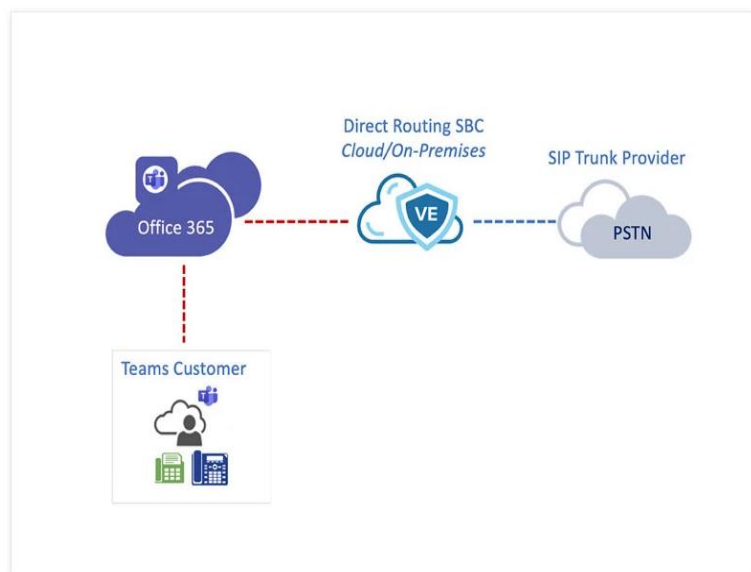 Direct Routing SBC
Cloud/On-Premises
SIP Trunk Provider
T
Office 365
VE
PSTN
Teams Customer
T